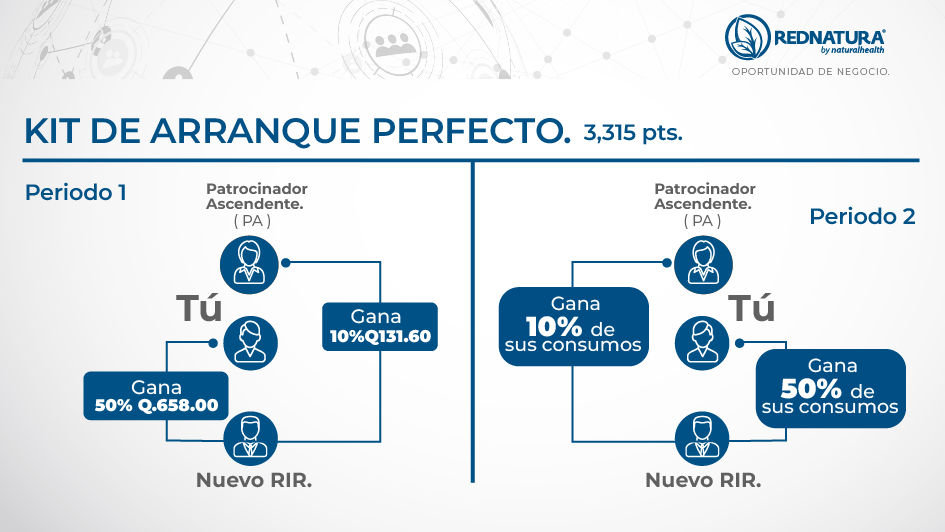 REDNATURA®
by naturalhealth
OPORTUNIDAD DE NEGOCIO.
KIT DE ARRANQUE PERFECTO. 3,315 pts.
Periodo 1
Patrocinador
Ascendente.
( PA )
Tú
Gana
10%Q131.60
Gana
50% Q.658.00
Nuevo RIR.
Periodo 2
Patrocinador
Ascendente.
( PA )
Tú
Gana
10% de
sus consumos
Gana
50% de
sus consumos
Nuevo RIR.